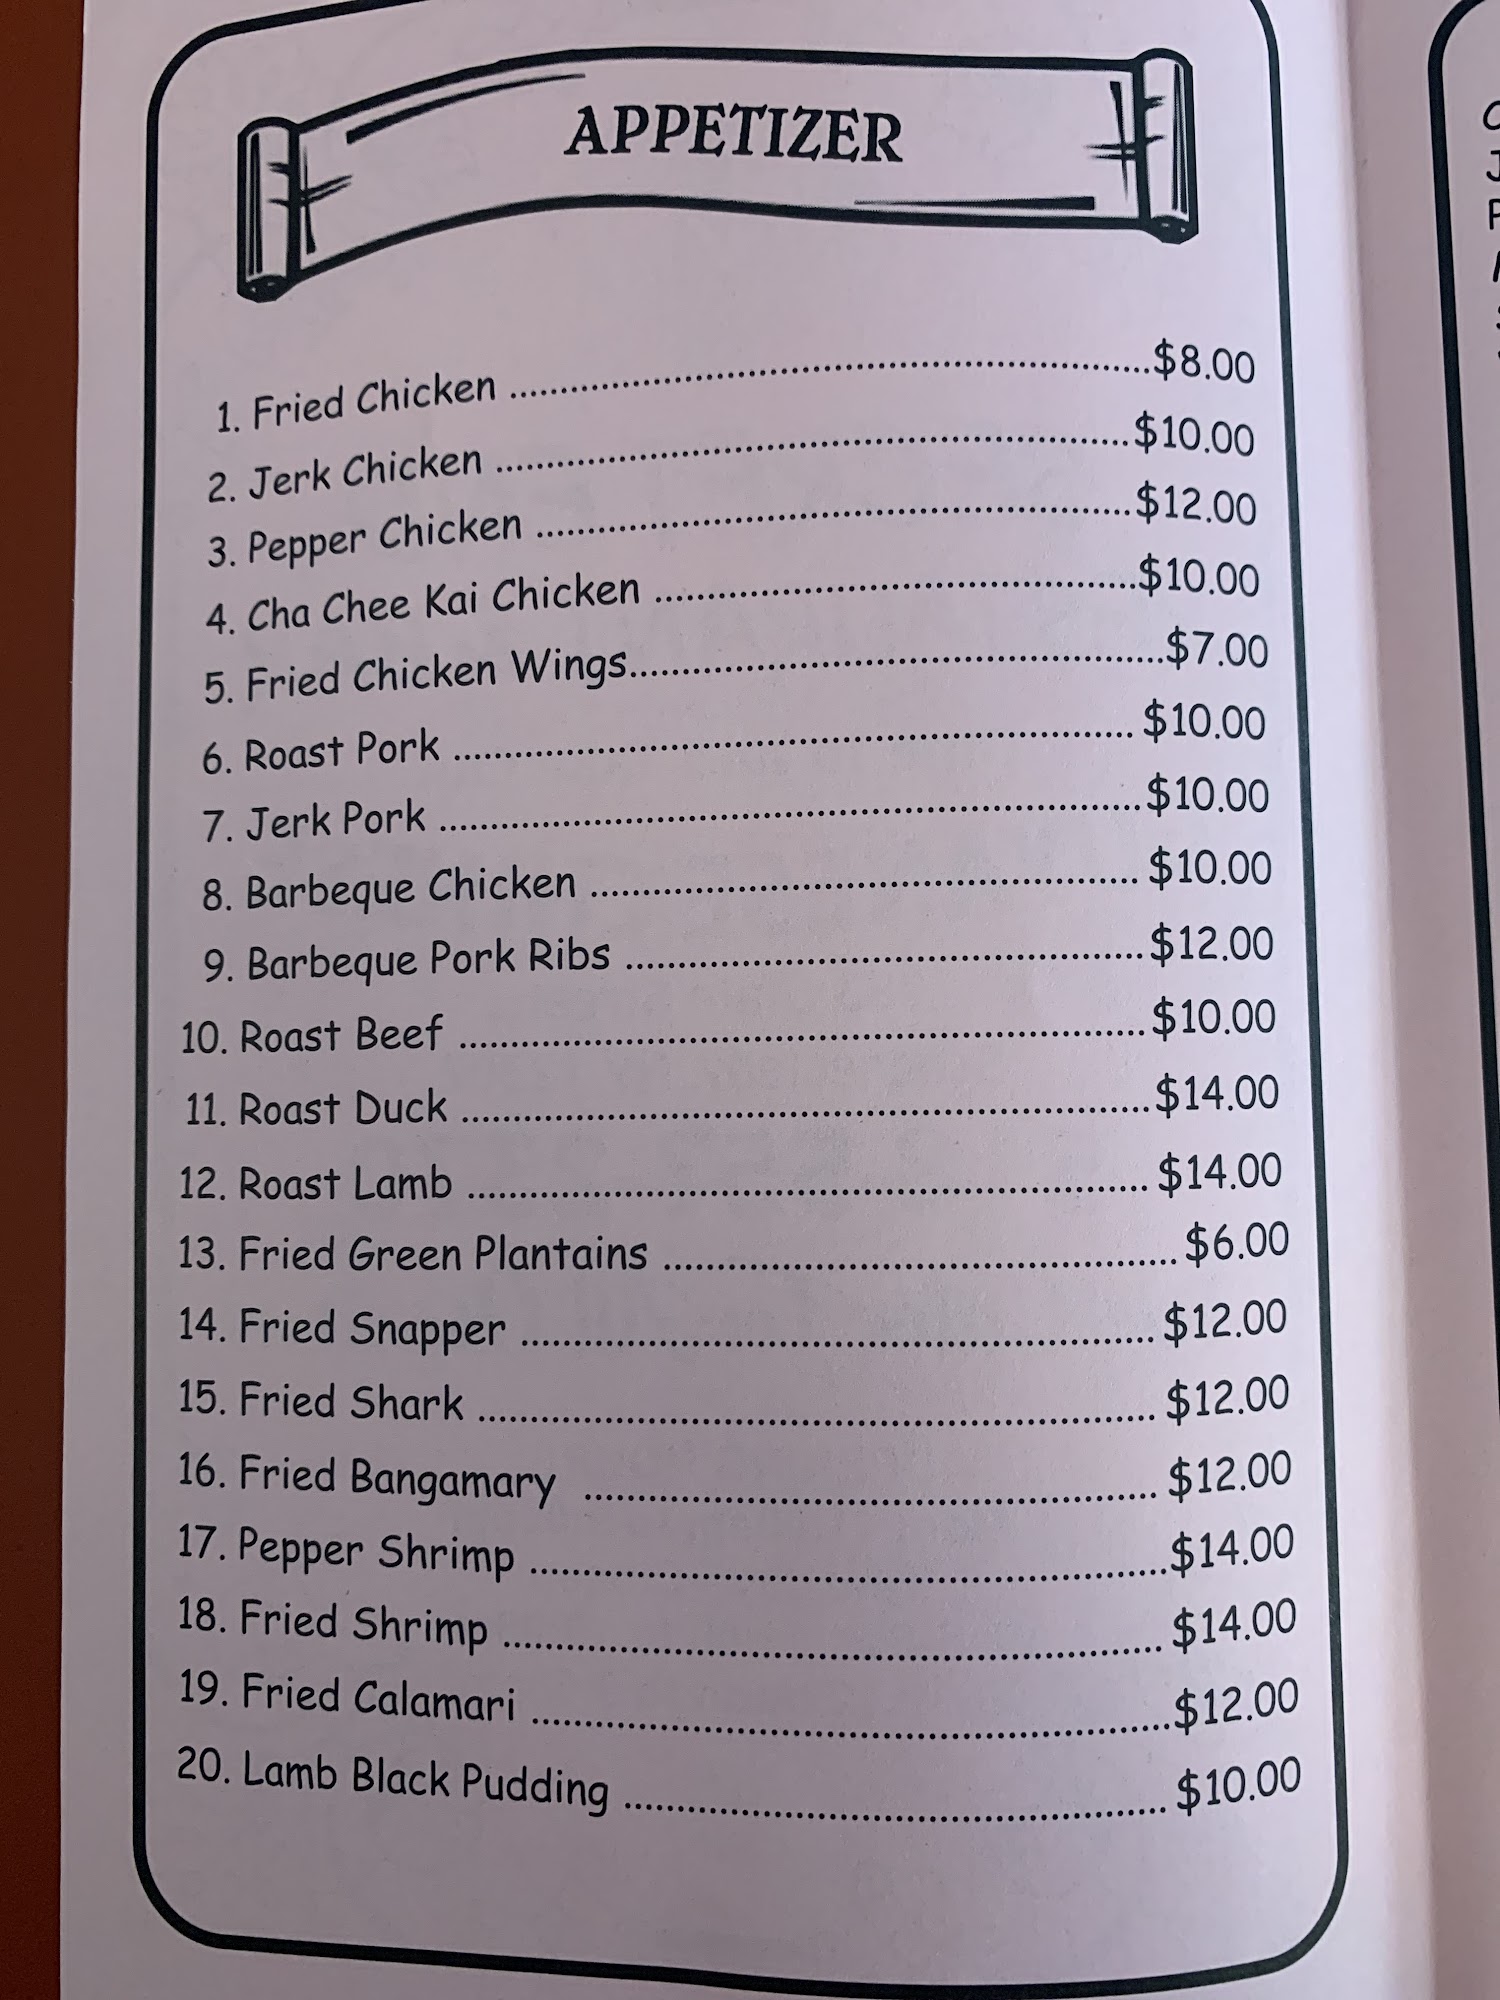 APPETIZER
1. Fried Chicken ..........$8.00
2. Jerk Chicken ..........$10.00
3. Pepper Chicken ..........$12.00
4. Cha Chee Kai Chicken ..........$10.00
5. Fried Chicken Wings..........$7.00
6. Roast Pork .......... $10.00
7. Jerk Pork ..........$10.00
8. Barbeque Chicken .......... $10.00
9. Barbeque Pork Ribs ..........$12.00
10. Roast Beef ..........$10.00
11. Roast Duck ..........$14.00
12. Roast Lamb .......... $14.00
13. Fried Green Plantains .......... $6.00
14. Fried Snapper .......... $12.00
15. Fried Shark .......... $12.00
16. Fried Bangamary .......... $12.00
17. Pepper Shrimp ..........$14.00
18. Fried Shrimp .......... $14.00
19. Fried Calamari ..........$12.00
20. Lamb Black Pudding .......... $10.00